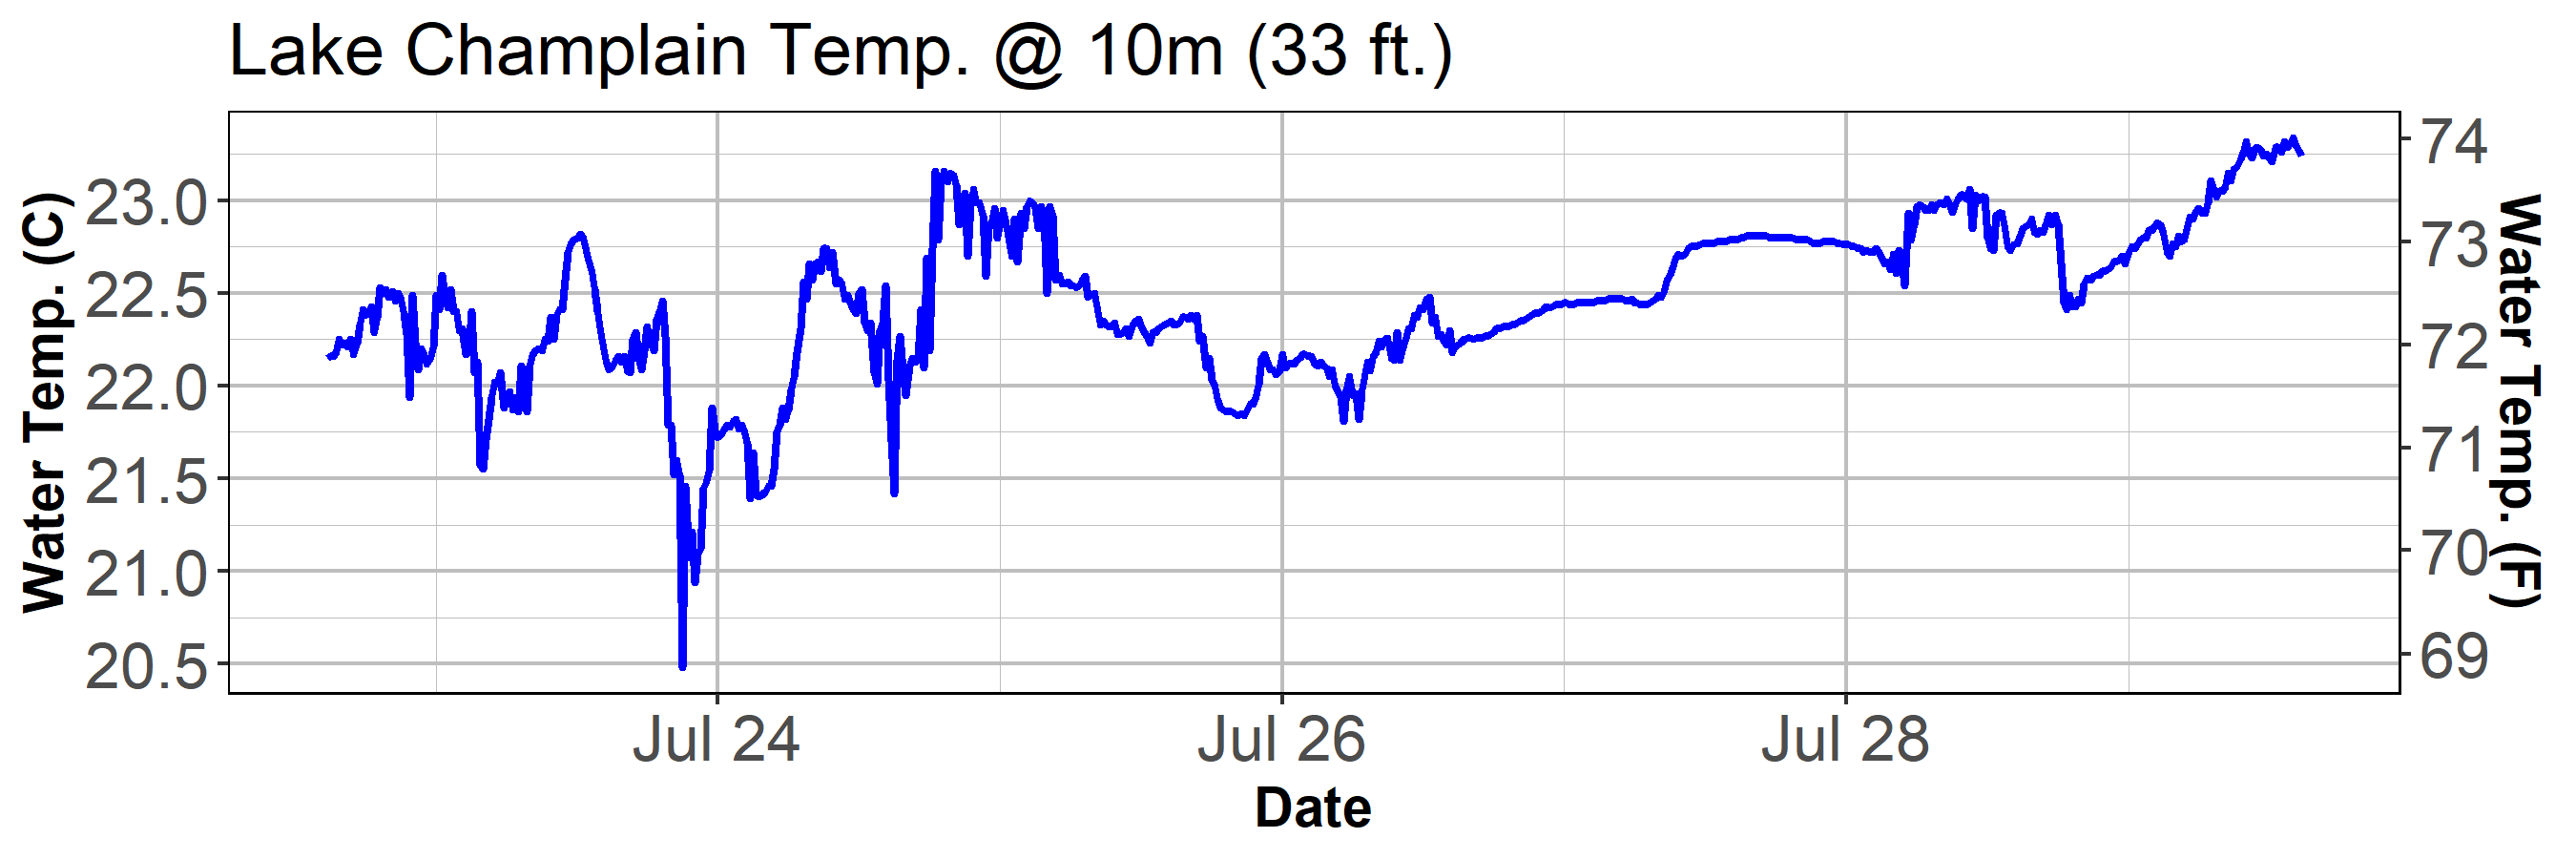 Lake Champlain Temp. @ 10m (33 ft.)
Water Temp. (C)
23.0
22.5
22.0
21.5
21.0
20.5
74
73
72
71
70
69
Water Temp. (F)
Jul 24
Jul 26
Jul 28
Date